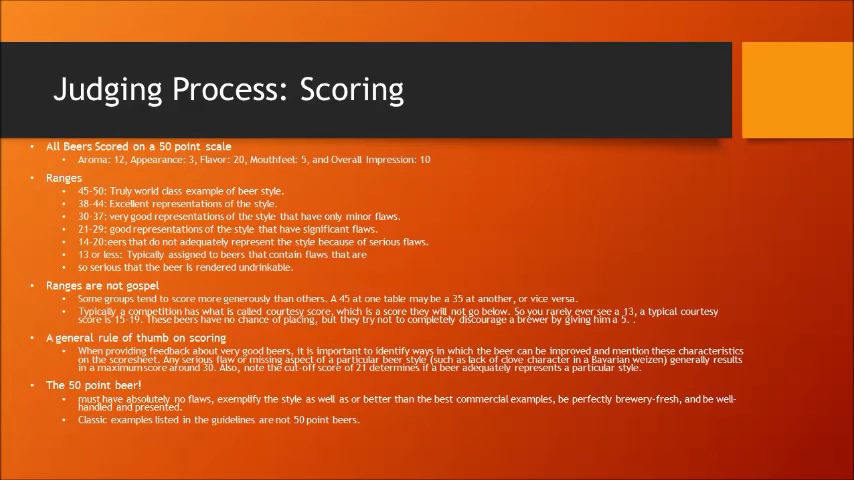 Judging Process: Scoring
• All Beers Scored on a 50 point scale
• Aroma: 12, Appearance: 3, Flavor: 20, Mouthfeel: 5, and Overall Impression: 10
• Ranges
• 45-50: Truly world class example of beer style.
• 38-44: Excellent representations of the style.
• 30-37: very good representations of the style that have only minor flaws.
• 21-29: good representations of the style that have significant flaws.
• 14-20:eers that do not adequately represent the style because of serious flaws.
• 13 or less: Typically assigned to beers that contain flaws that are
• so serious that the beer is rendered undrinkable.
• Ranges are not gospel
• Some groups tend to score more generously than others. A 45 at one table may be a 35 at another, or vice versa.
• Typically a competition has what is called courtesy score, which is a score they will not go below. So you rarely ever see a 13, a typical courtesy
score is 15-19. These beers have no chance of placing, but they try not to completely discourage a brewer by giving him a 5. .
• A general rule of thumb on scoring
• When providing feedback about very good beers, it is important to identify ways in which the beer can be improved and mention these characteristics
on the scoresheet. Any serious flaw or missing aspect of a particular beer style (such as lack of clove character in a Bavarian weizen) generally results
in a maximum score around 30. Also, note the cut-off score of 21 determines if a beer adequately represents a particular style.
• The 50 point beer!
• must have absolutely no flaws, exemplify the style as well as or better than the best commercial examples, be perfectly brewery-fresh, and be well-
handled and presented.
• Classic examples listed in the guidelines are not 50 point beers.